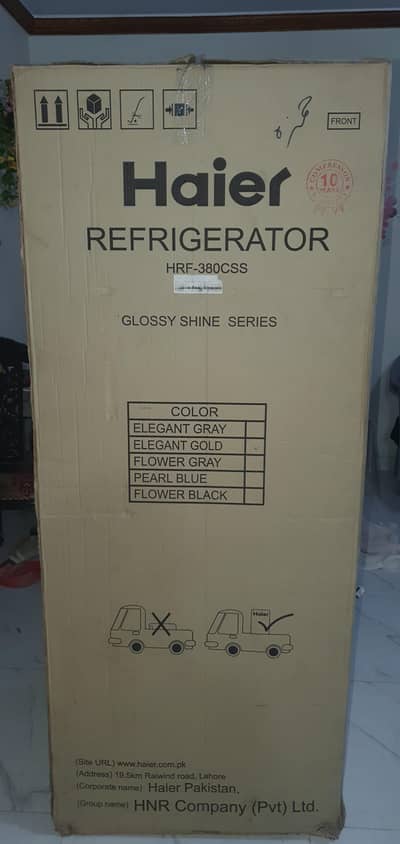 FRONT
COMPRESSOR
10
YEARS
Haier
REFRIGERATOR
HRF-380CSS
GLOSSY SHINE SERIES
COLOR
ELEGANT GRAY
ELEGANT GOLD
FLOWER GRAY
PEARL BLUE
FLOWER BLACK
Haier
(Site URL) www.haier.com.pk
(Address) 19.5km Raiwind road, Lahore
(Corporate name) Haier Pakistan,
(Group name) HNR Company (Pvt) Ltd.